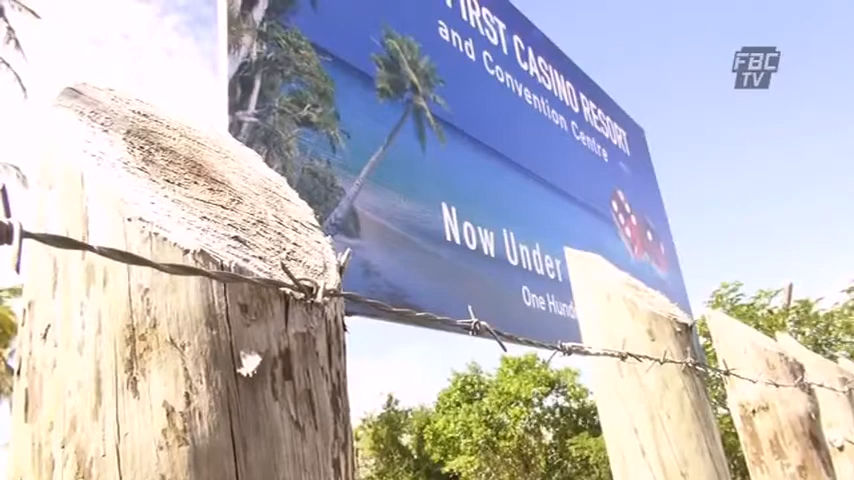 FIRST CASINO RESORT
and Convention Centre
Now Under
One Hund
FBC
TV